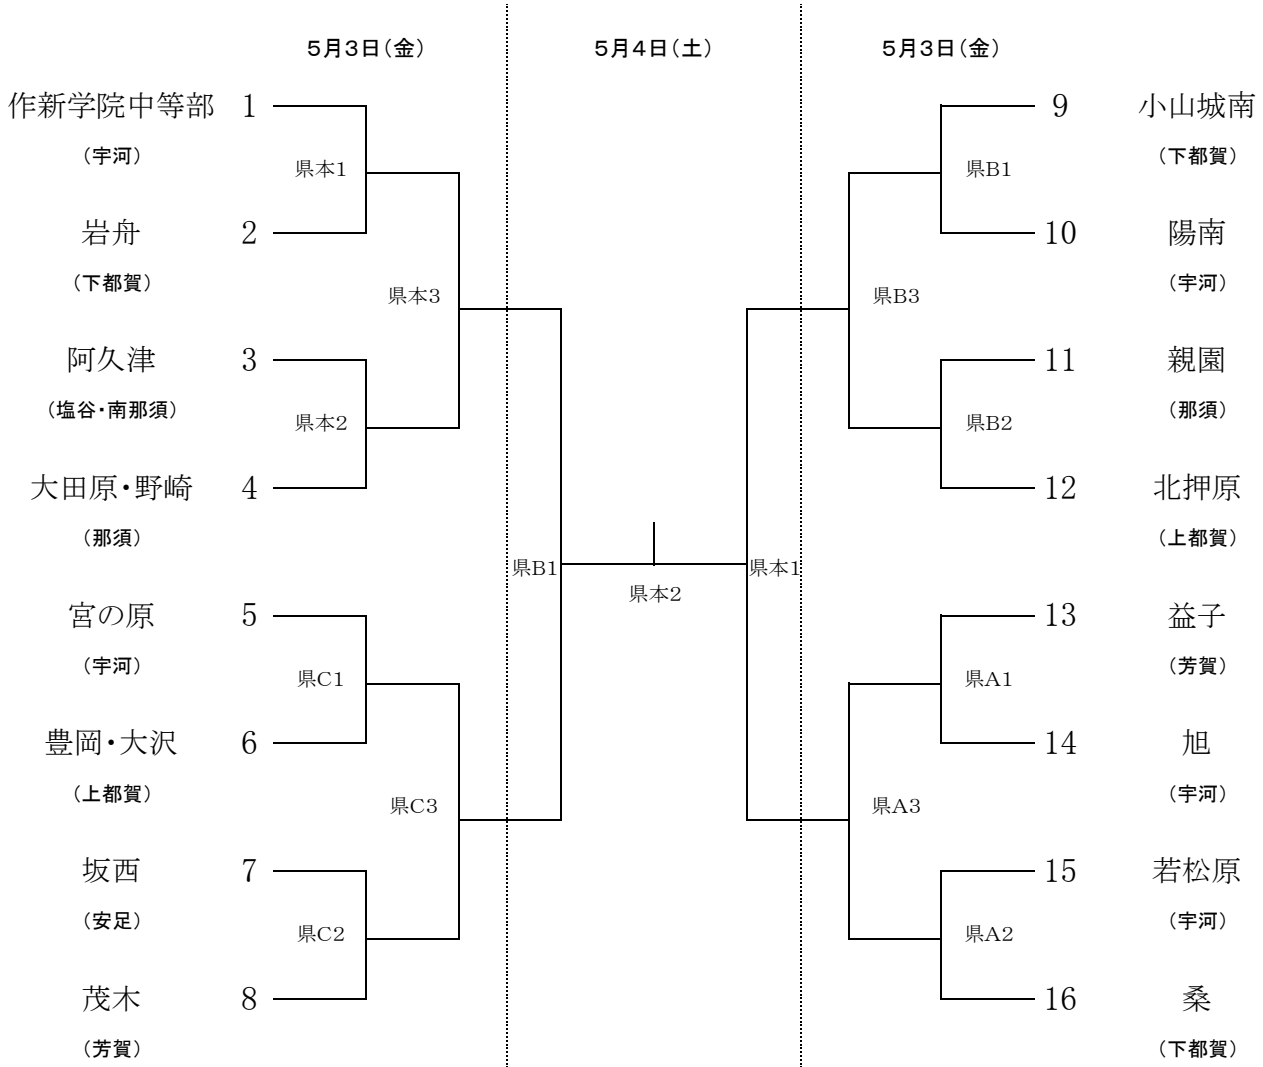 ５月３日（金）
５月４日（土）
５月３日（金）
作新学院中等部 1
（宇河）
県本1
岩舟 2
（下都賀）
県本3
阿久津 3
（塩谷・南那須）
県本2
大田原・野崎 4
（那須）
県B1
宮の原 5
（宇河）
県C1
豊岡・大沢 6
（上都賀）
県C3
坂西 7
（安足）
県C2
茂木 8
（芳賀）
県本2
県本1
9 小山城南
（下都賀）
県B1
10 陽南
（宇河）
県B3
11 親園
（那須）
県B2
12 北押原
（上都賀）
13 益子
（芳賀）
県A1
14 旭
（宇河）
県A3
15 若松原
（宇河）
県A2
16 桑
（下都賀）